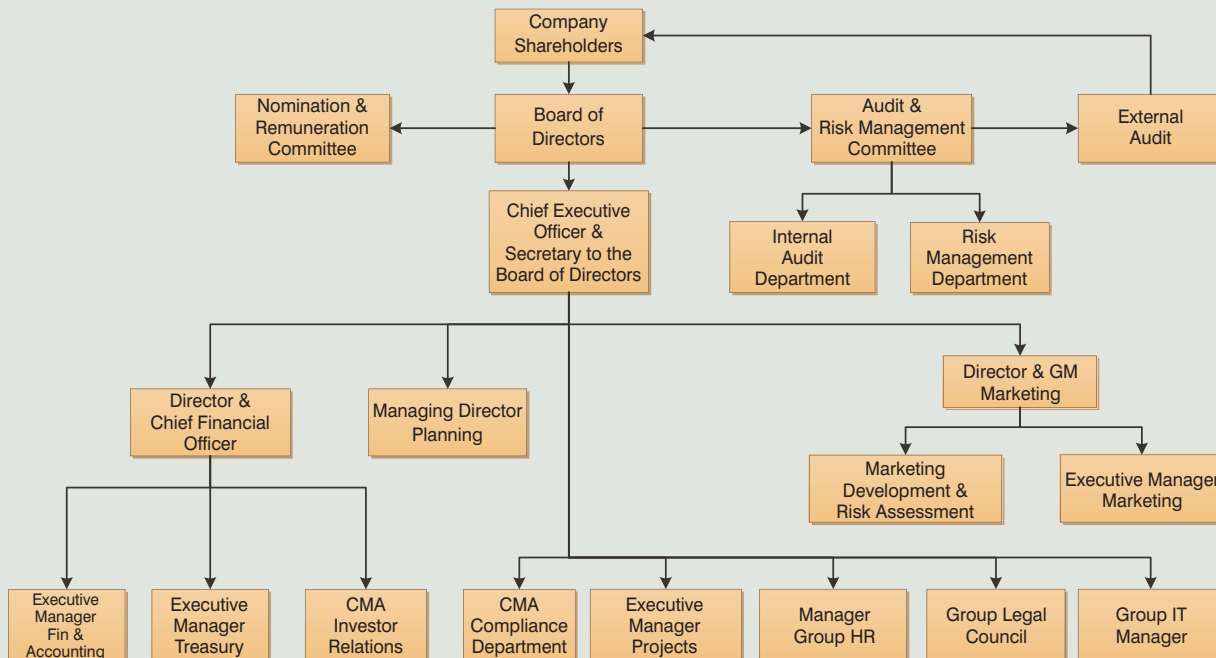 Company
Shareholders
Nomination &
Remuneration
Committee
Board of
Directors
Audit &
Risk Management
Committee
External
Audit
Chief Executive
Officer &
Secretary to the
Board of Directors
Internal
Audit
Department
Risk
Management
Department
Director &
Chief Financial
Officer
Managing Director
Planning
Director & GM
Marketing
Marketing
Development &
Risk Assessment
Executive Manager
Marketing
Executive
Manager
Fin &
Accounting
Executive
Manager
Treasury
CMA
Investor
Relations
CMA
Compliance
Department
Executive
Manager
Projects
Manager
Group HR
Group Legal
Council
Group IT
Manager